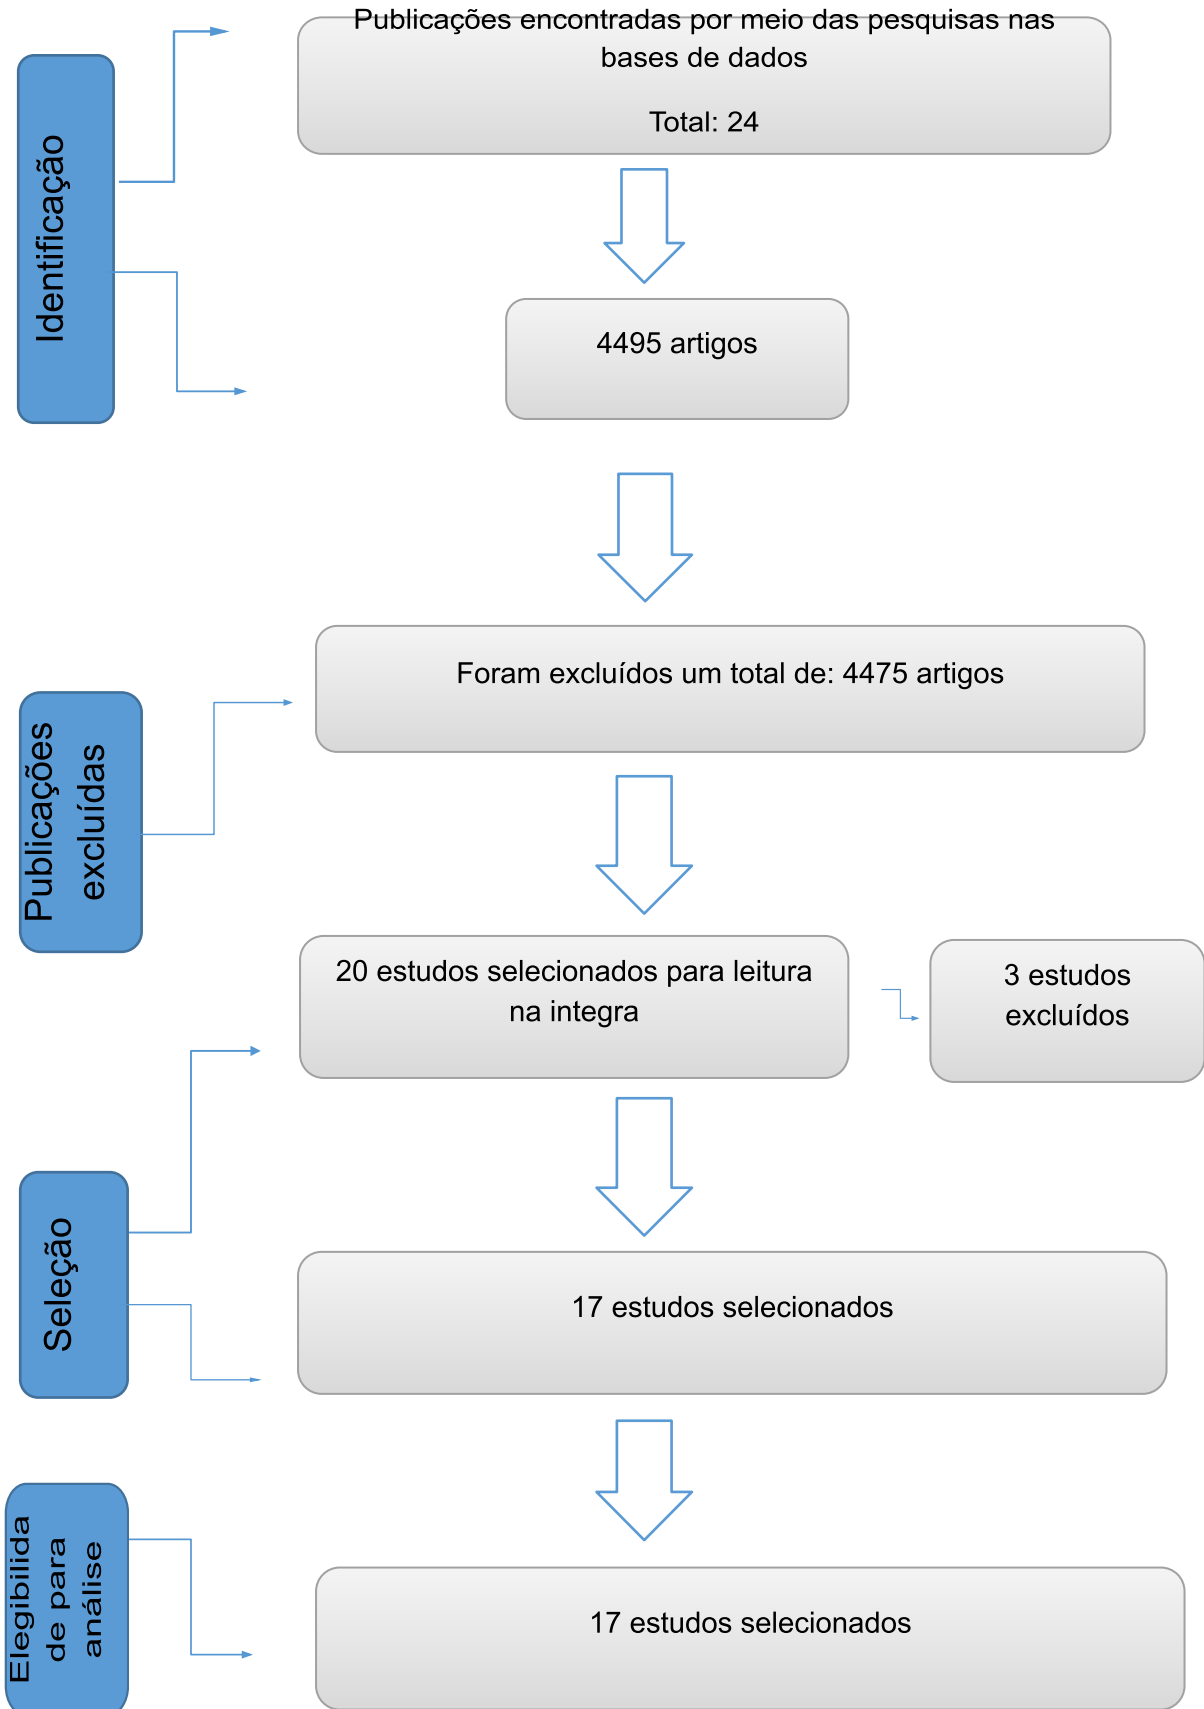 Publicações encontradas por meio das pesquisas nas
bases de dados
Total: 24
Identificação
4495 artigos
Foram excluídos um total de: 4475 artigos
Publicações
excluídas
20 estudos selecionados para leitura
na integra
3 estudos
excluídos
Seleção
17 estudos selecionados
Elegibilida
de para
análise
17 estudos selecionados